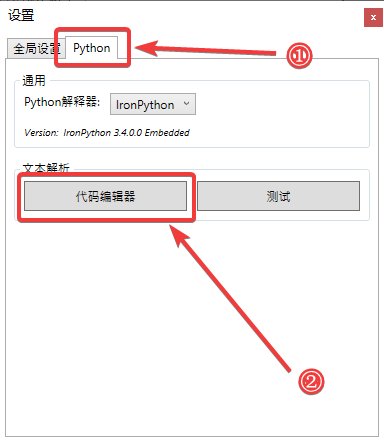 设置
x
全局设置 Python
①
通用
Python解释器: IronPython
Version: IronPython 3.4.0.0 Embedded
文本解析
代码编辑器 测试
②